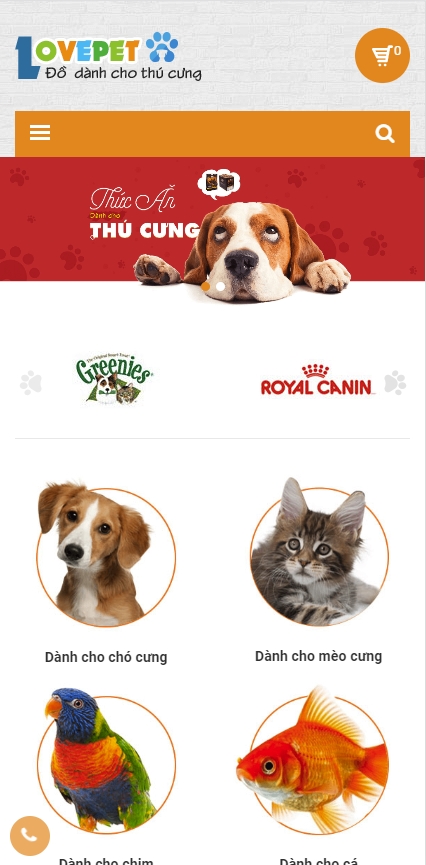 LOVEPET
Đồ dành cho thú cưng
0
Thức Ăn
Dành cho
THÚ CƯNG
The Original Smart Treat
Greenies
ROYAL CANIN
Dành cho chó cưng
Dành cho mèo cưng
Dành cho chim
Dành cho cá